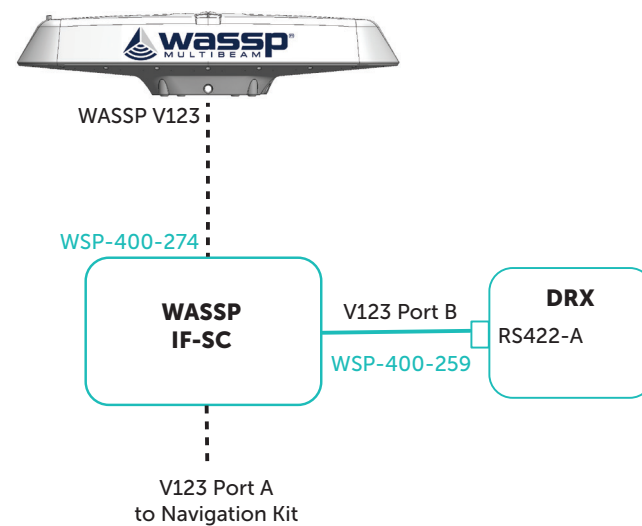 wassp®
MULTIBEAM
WASSP V123
WSP-400-274
WASSP
IF-SC
V123 Port B
WSP-400-259
DRX
RS422-A
V123 Port A
to Navigation Kit